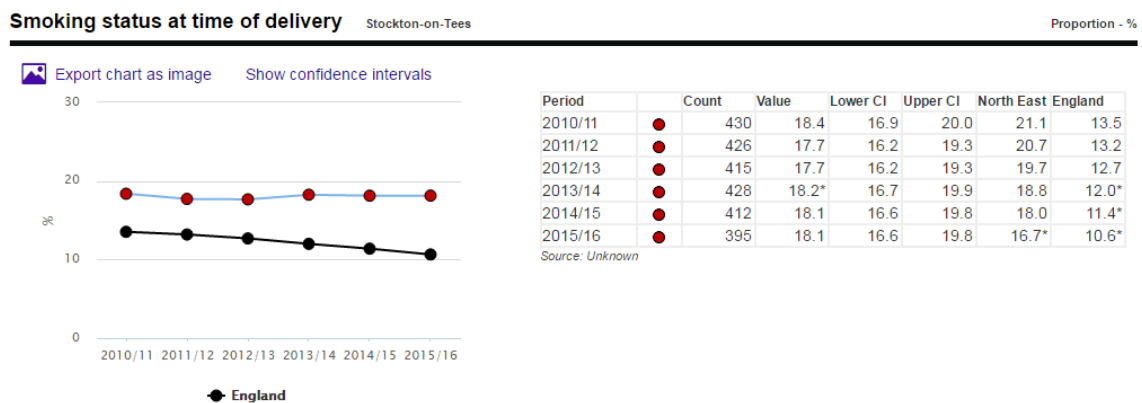 Smoking status at time of delivery Stockton-on-Tees Proportion - %
Export chart as image Show confidence intervals
30
20
%
10
0
2010/11 2011/12 2012/13 2013/14 2014/15 2015/16
England
Period Count Value Lower CI Upper CI North East England
2010/11 430 18.4 16.9 20.0 21.1 13.5
2011/12 426 17.7 16.2 19.3 20.7 13.2
2012/13 415 17.7 16.2 19.3 19.7 12.7
2013/14 428 18.2* 16.7 19.9 18.8 12.0*
2014/15 412 18.1 16.6 19.8 18.0 11.4*
2015/16 395 18.1 16.6 19.8 16.7* 10.6*
Source: Unknown